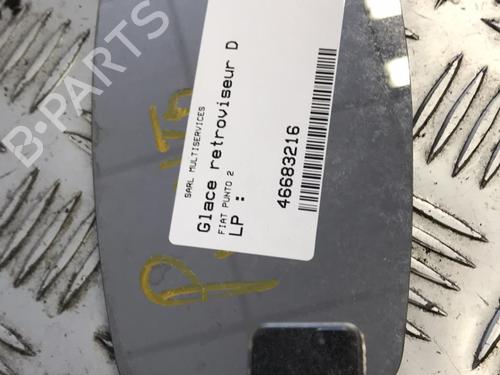 B-PARTS
SARL MULTISERVICES
Glace retroviseur D
FIAT PUNTO 2
LP :
46683216